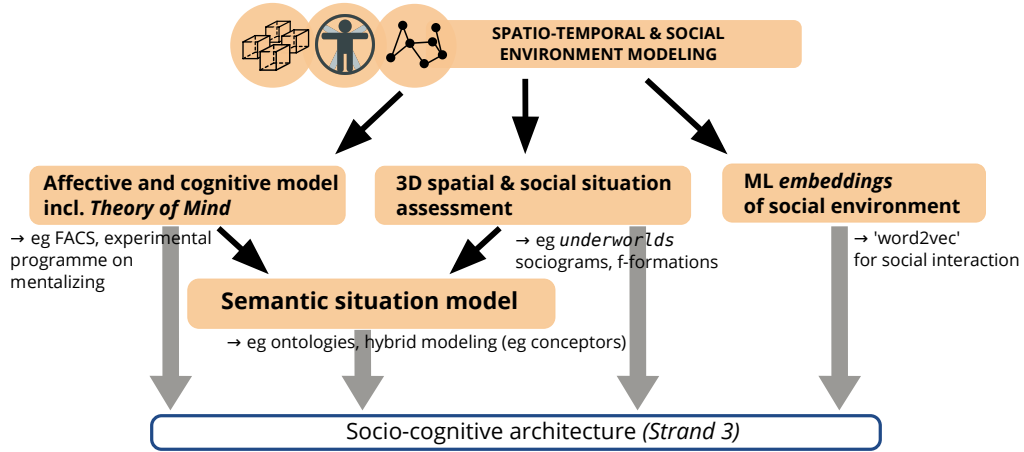 SPATIO-TEMPORAL & SOCIAL
ENVIRONMENT MODELING
Affective and cognitive model
incl. Theory of Mind
3D spatial & social situation
assessment
ML embeddings
of social environment
→ eg FACS, experimental
programme on
mentalizing
→ eg underworlds
sociograms, f-formations
→ 'word2vec'
for social interaction
Semantic situation model
→ eg ontologies, hybrid modeling (eg conceptors)
Socio-cognitive architecture (Strand 3)